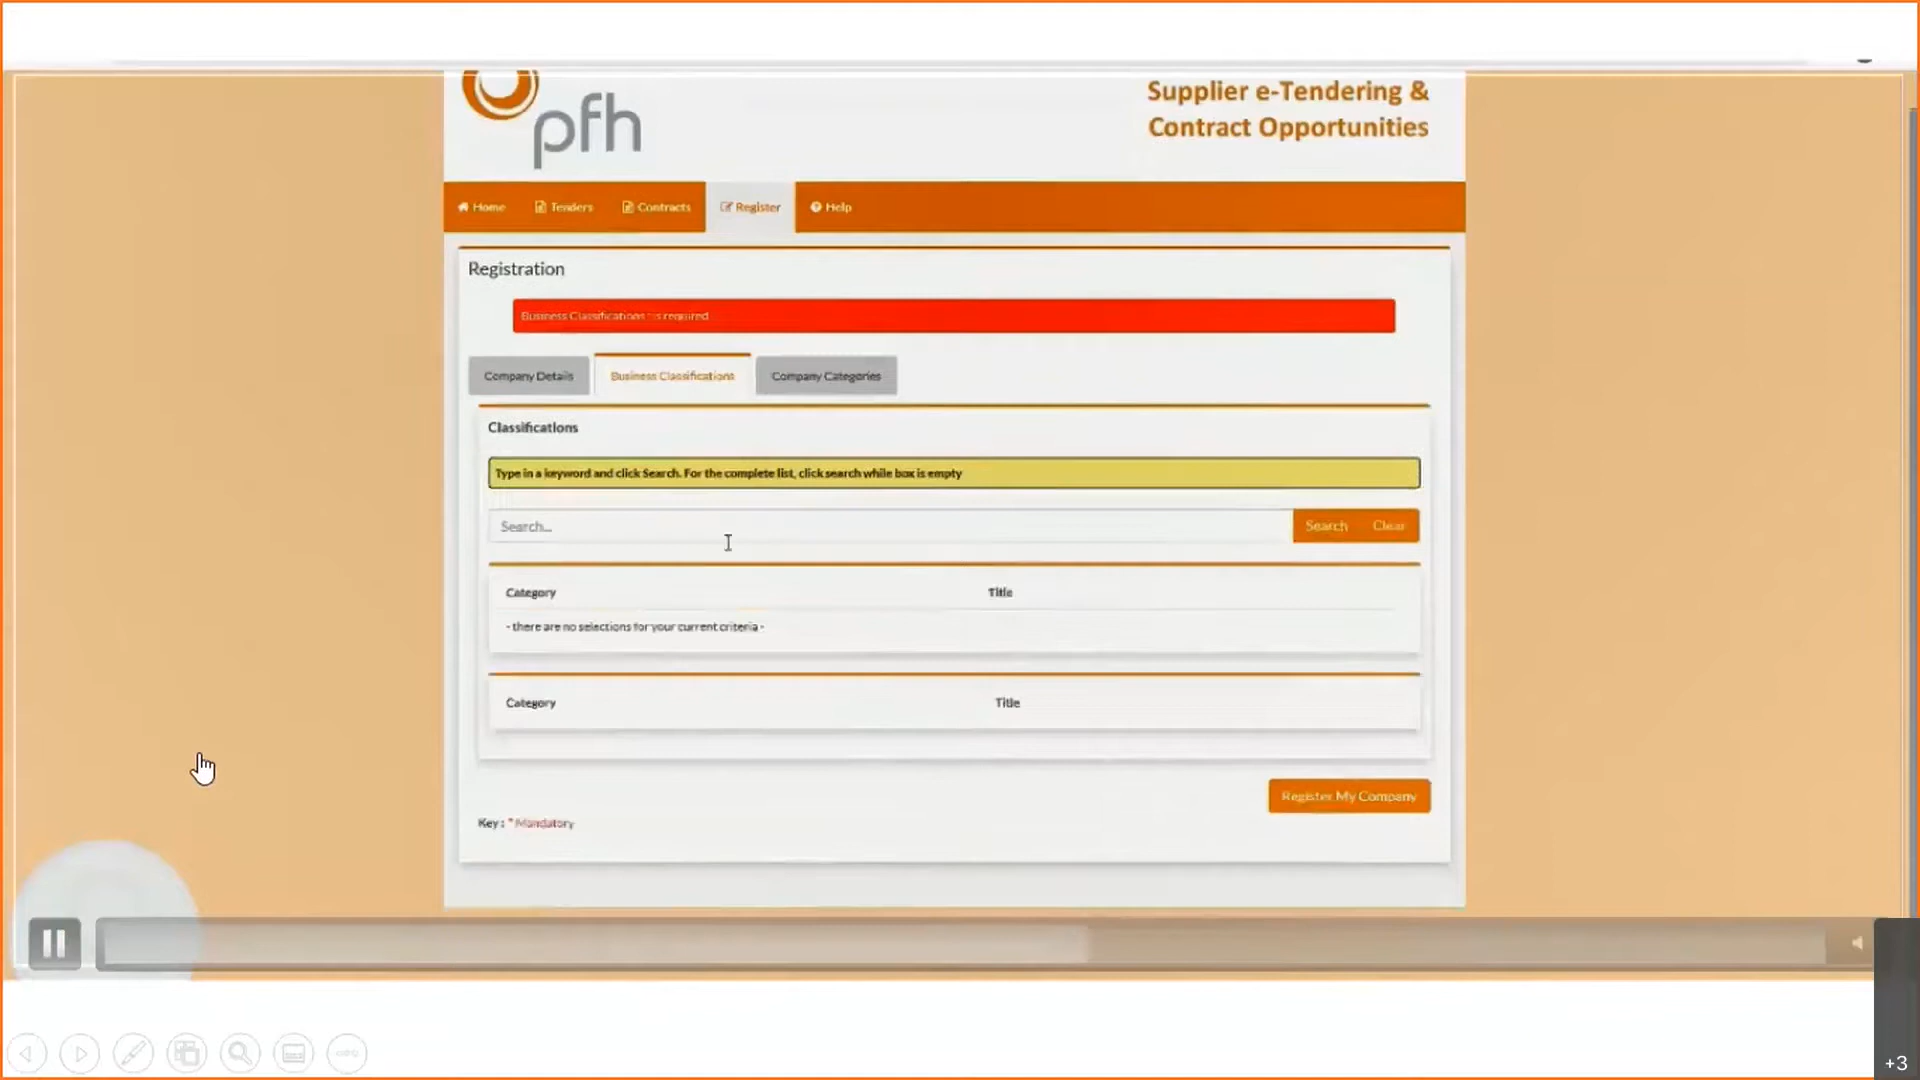 pfh
Supplier e-Tendering &
Contract Opportunities
Home
Tenders
Contracts
Register
Help
Registration
Business Classifications * is required
Company Details
Business Classifications
Company Categories
Classifications
Type in a keyword and click Search. For the complete list, click search while box is empty
Search...
Search
Clear
Category
Title
- there are no selections for your current criteria -
Category
Title
Register My Company
Key : * Mandatory
+3